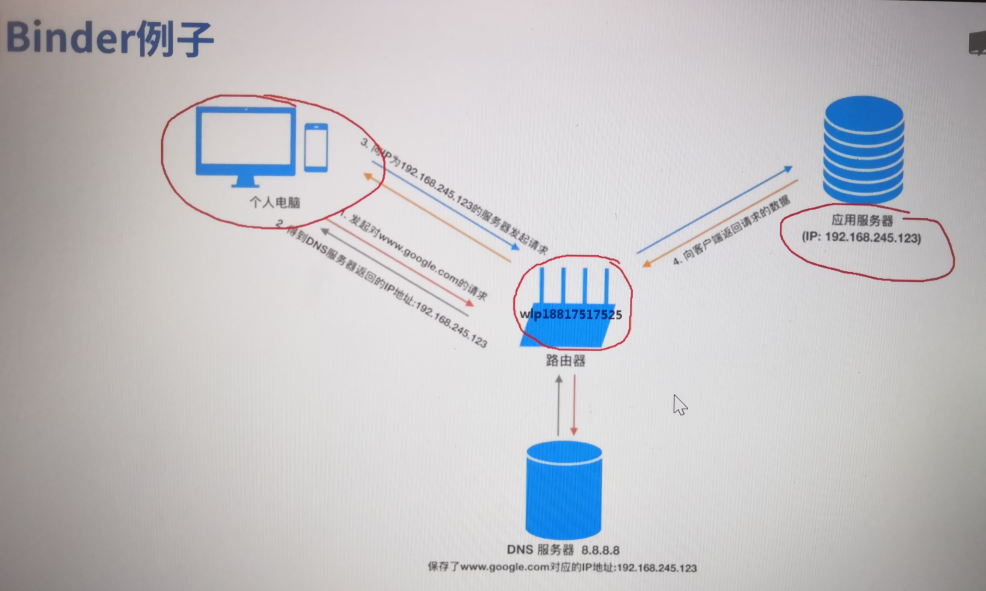 Binder例子
个人电脑
3. 向IP为192.168.245.123的服务器发起请求
1. 发起对www.google.com的请求
2. 得到DNS服务器返回的IP地址:192.168.245.123
应用服务器
(IP: 192.168.245.123)
4. 向客户端返回请求的数据
wlp18817517525
路由器
DNS 服务器 8.8.8.8
保存了www.google.com对应的IP地址:192.168.245.123